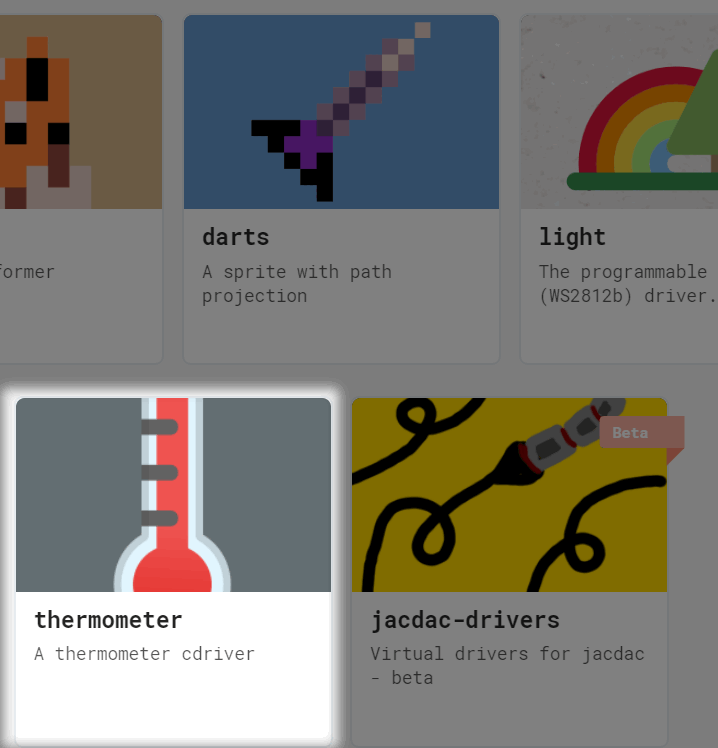 darts
A sprite with path
projection
light
The programmable
(WS2812b) driver.
thermometer
A thermometer cdriver
Beta
jacdac-drivers
Virtual drivers for jacdac
- beta